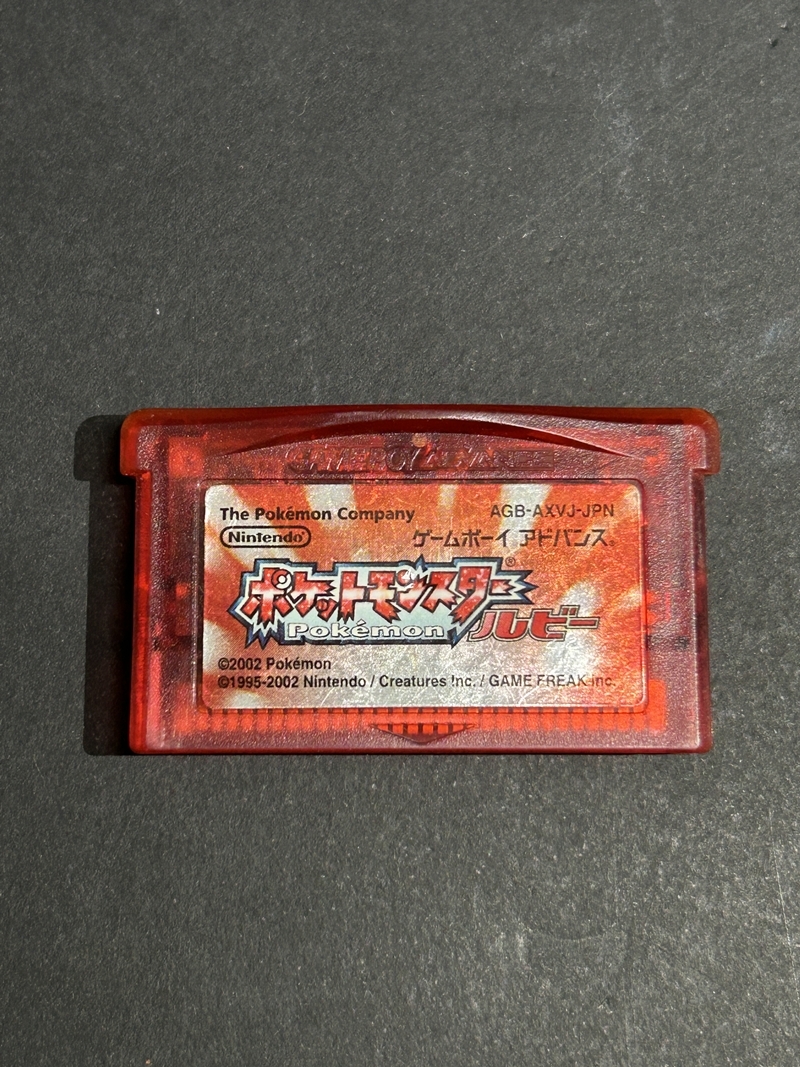 GAME BOY ADVANCE
The Pokémon Company
AGB-AXVJ-JPN
Nintendo®
ゲームボーイ アドバンス®
ポケットモンスター®
Pokémon
ルビー
©2002 Pokémon
©1995-2002 Nintendo / Creatures inc. / GAME FREAK inc.